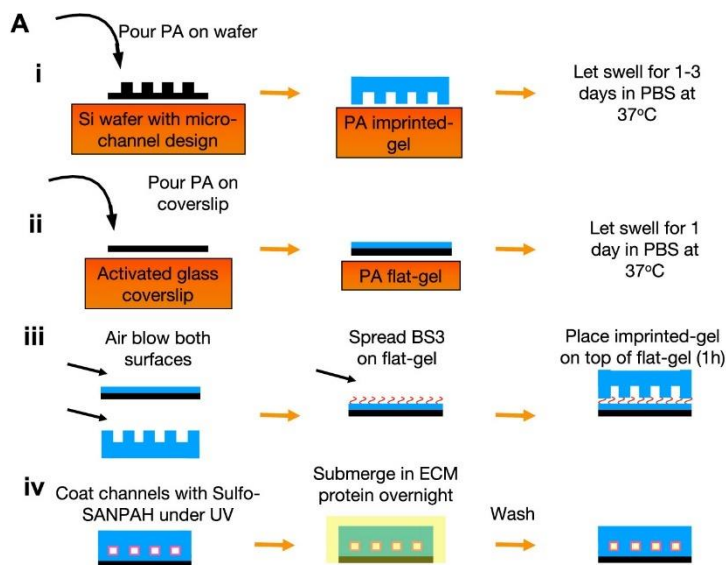 A
Pour PA on wafer
i
Si wafer with micro-
channel design
PA imprinted-
gel
Let swell for 1-3
days in PBS at
37°C
Pour PA on
coverslip
ii
Activated glass
coverslip
PA flat-gel
Let swell for 1
day in PBS at
37°C
iii
Air blow both
surfaces
Spread BS3
on flat-gel
Place imprinted-gel
on top of flat-gel (1h)
iv
Coat channels with Sulfo-
SANPAH under UV
Submerge in ECM
protein overnight
Wash